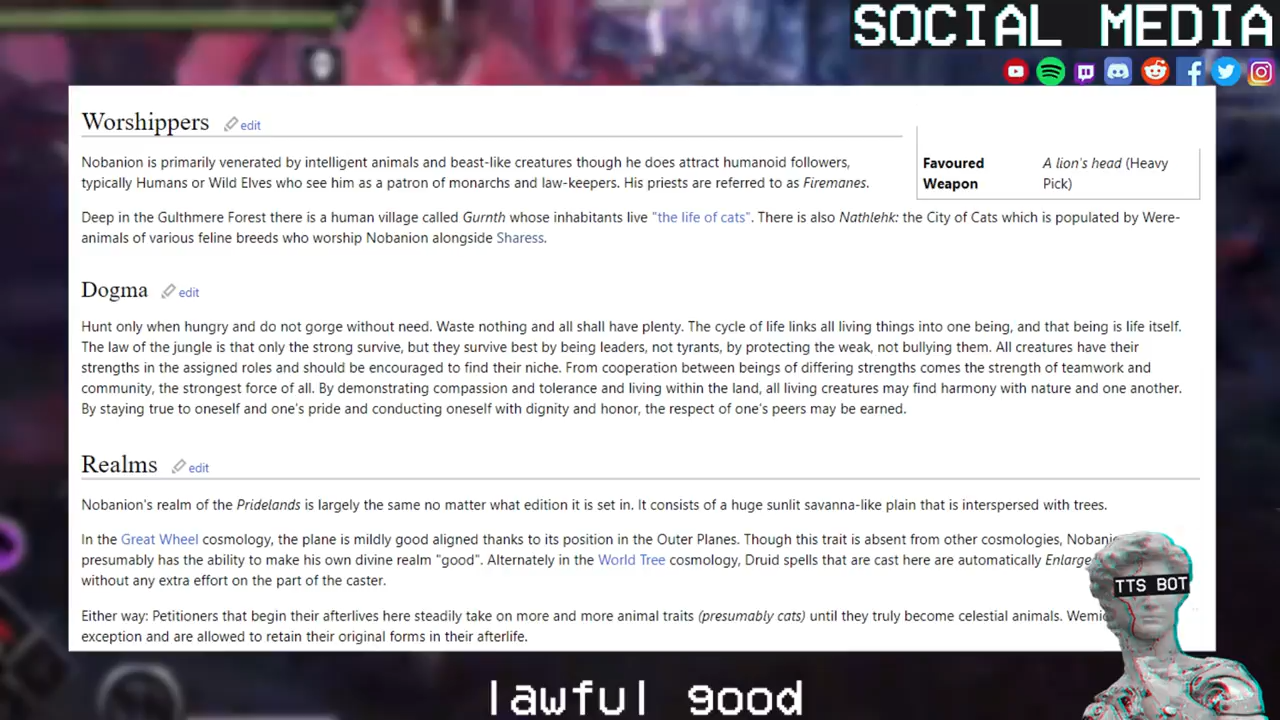 SOCIAL MEDIA
Worshippers edit
Nobanion is primarily venerated by intelligent animals and beast-like creatures though he does attract humanoid followers,
typically Humans or Wild Elves who see him as a patron of monarchs and law-keepers. His priests are referred to as Firemanes.
Favoured Weapon
A lion's head (Heavy Pick)
Deep in the Gulthmere Forest there is a human village called Gurnth whose inhabitants live "the life of cats". There is also Nathlehk: the City of Cats which is populated by Were-
animals of various feline breeds who worship Nobanion alongside Sharess.
Dogma edit
Hunt only when hungry and do not gorge without need. Waste nothing and all shall have plenty. The cycle of life links all living things into one being, and that being is life itself.
The law of the jungle is that only the strong survive, but they survive best by being leaders, not tyrants, by protecting the weak, not bullying them. All creatures have their
strengths in the assigned roles and should be encouraged to find their niche. From cooperation between beings of differing strengths comes the strength of teamwork and
community, the strongest force of all. By demonstrating compassion and tolerance and living within the land, all living creatures may find harmony with nature and one another.
By staying true to oneself and one's pride and conducting oneself with dignity and honor, the respect of one's peers may be earned.
Realms edit
Nobanion's realm of the Pridelands is largely the same no matter what edition it is set in. It consists of a huge sunlit savanna-like plain that is interspersed with trees.
In the Great Wheel cosmology, the plane is mildly good aligned thanks to its position in the Outer Planes. Though this trait is absent from other cosmologies,
presumably has the ability to make his own divine realm "good". Alternately in the World Tree cosmology, Druid spells that are cast here are automatically
without any extra effort on the part of the caster.
Either way: Petitioners that begin their afterlives here steadily take on more and more animal traits (presumably cats) until they truly become celestial animals.
exception and are allowed to retain their original forms in their afterlife.
TTS BOT
lawful good